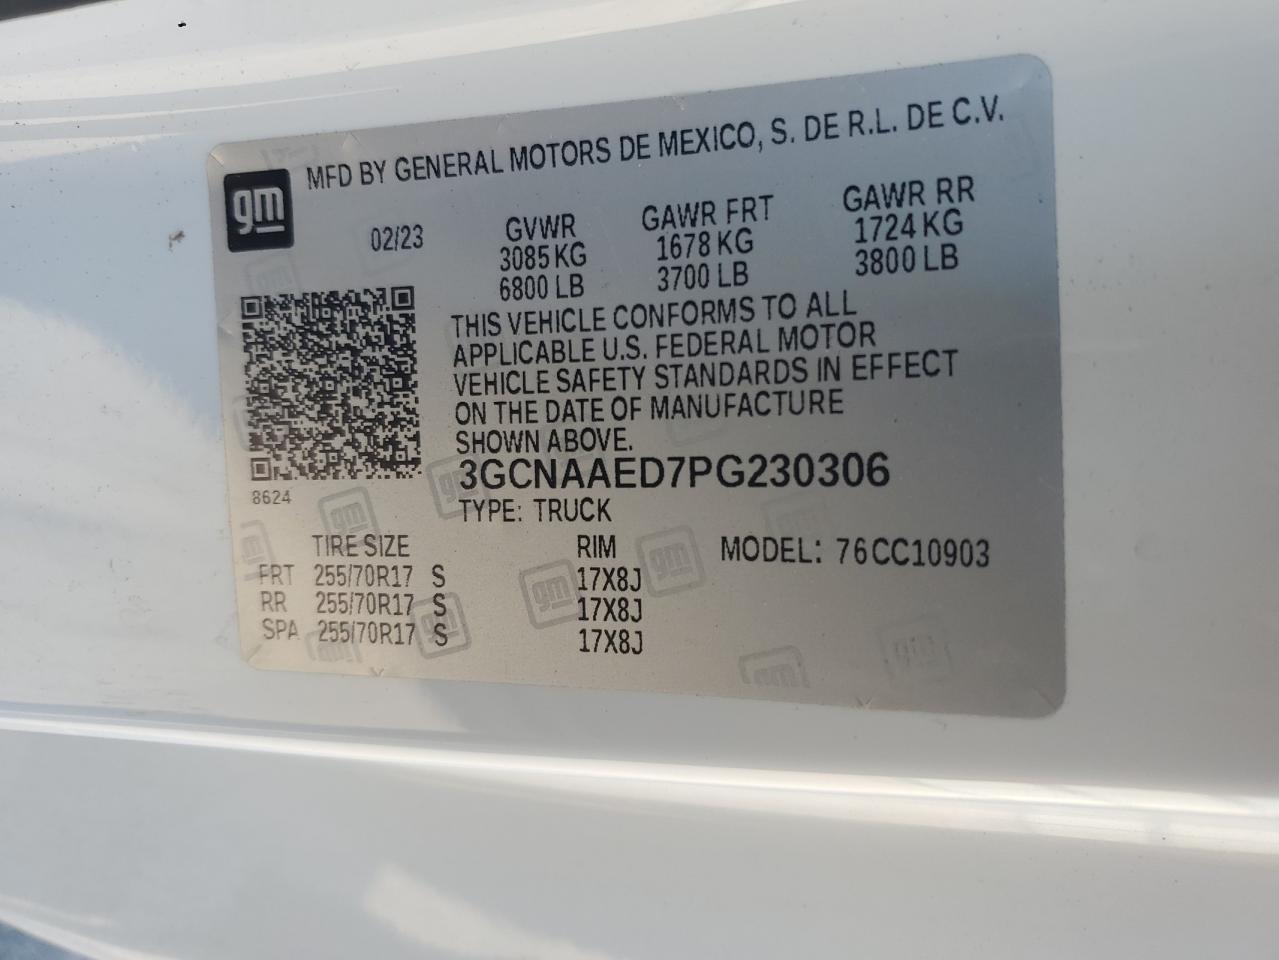 MFD BY GENERAL MOTORS DE MEXICO, S. DE R.L. DE C.V.
gm
02/23
GVWR GAWR FRT GAWR RR
3085 KG 1678 KG 1724 KG
6800 LB 3700 LB 3800 LB
THIS VEHICLE CONFORMS TO ALL
APPLICABLE U.S. FEDERAL MOTOR
VEHICLE SAFETY STANDARDS IN EFFECT
ON THE DATE OF MANUFACTURE
SHOWN ABOVE.
3GCNAAED7PG230306
8624
TYPE: TRUCK
TIRE SIZE RIM MODEL: 76CC10903
FRT 255/70R17 S 17X8J
RR 255/70R17 S 17X8J
SPA 255/70R17 S 17X8J